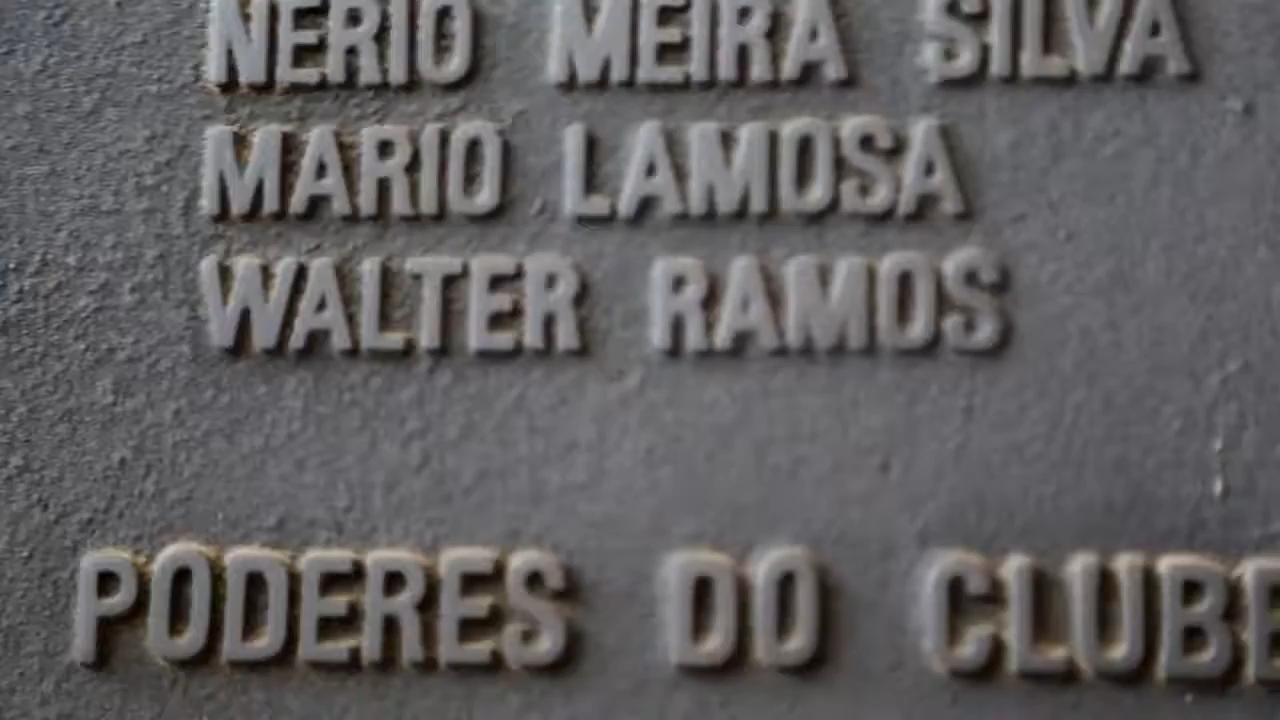 NERIO MEIRA SILVA
MARIO LAMOSA
WALTER RAMOS
PODERES DO CLUBE